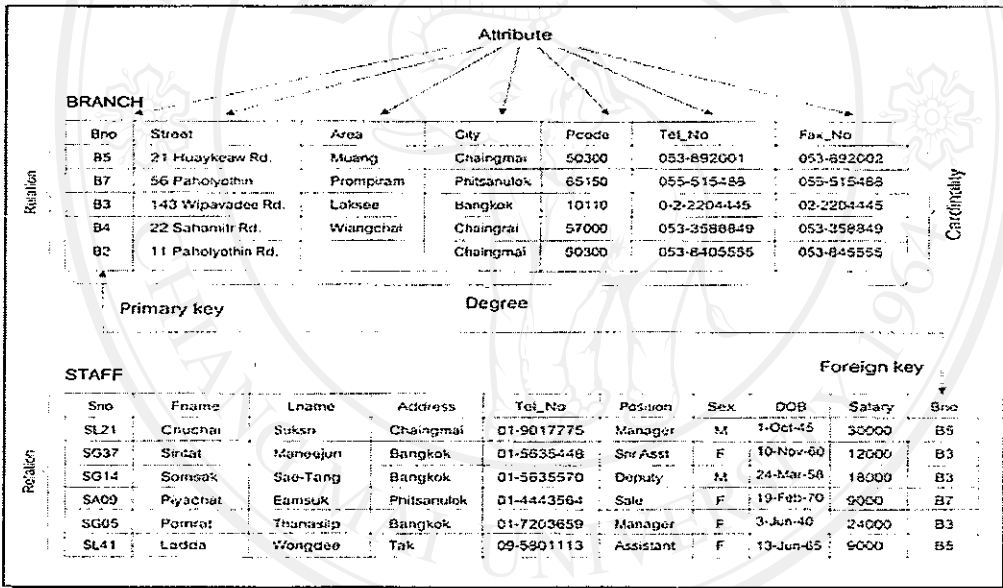 Attribute
BRANCH
Bno Street Area City Pcode Tel_No Fax_No
B5 21 Huaykeaw Rd. Muang Chaingmai 50300 053-892001 053-892002
B7 56 Paholyothin Prompiram Phitsanulok 65150 055-515488 055-515488
B3 143 Wipavadee Rd. Laksee Bangkok 10110 0-2-2204445 02-2204445
B4 22 Sahamitr Rd. Wiangchai Chaingrai 57000 053-3588849 053-358849
B2 11 Paholyothin Rd. Chaingmai 50300 053-8405555 053-845555
Relation
Cardinality
Primary key
Degree
Foreign key
STAFF
Sno Fname Lname Address Tel_No Position Sex DOB Salary Bno
SL21 Chuchai Suksri Chaingmai 01-9017775 Manager M 1-Oct-45 30000 B5
SG37 Sirirat Maneejun Bangkok 01-5635448 Snr Asst F 10-Nov-60 12000 B3
SG14 Somsak Sae-Tang Bangkok 01-5635570 Deputy M 24-Mar-58 18000 B3
SA09 Piyachat Eamsuk Phitsanulok 01-4443564 Sale F 19-Feb-70 9000 B7
SG05 Pornrat Thanasilp Bangkok 01-7203659 Manager F 3-Jun-40 24000 B3
SL41 Ladda Wongdee Tak 09-5801113 Assistant F 13-Jun-65 9000 B5
Relation
1964
UNIVERSITY